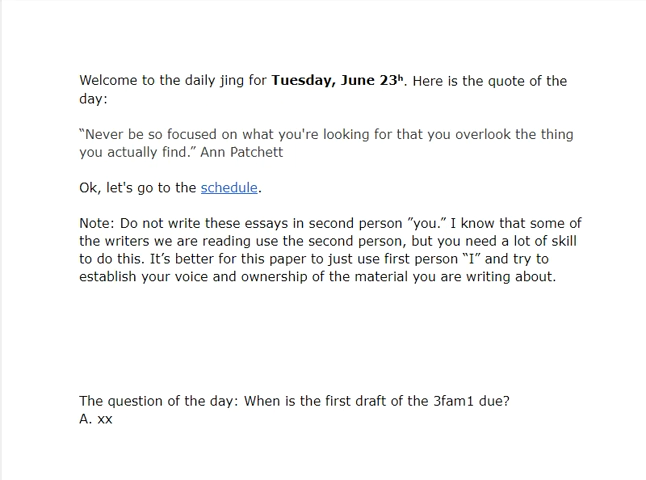 Welcome to the daily jing for Tuesday, June 23ʰ. Here is the quote of the
day:
“Never be so focused on what you're looking for that you overlook the thing
you actually find.” Ann Patchett
Ok, let's go to the schedule.
Note: Do not write these essays in second person “you.” I know that some of
the writers we are reading use the second person, but you need a lot of skill
to do this. It’s better for this paper to just use first person “I” and try to
establish your voice and ownership of the material you are writing about.
The question of the day: When is the first draft of the 3fam1 due?
A. xx